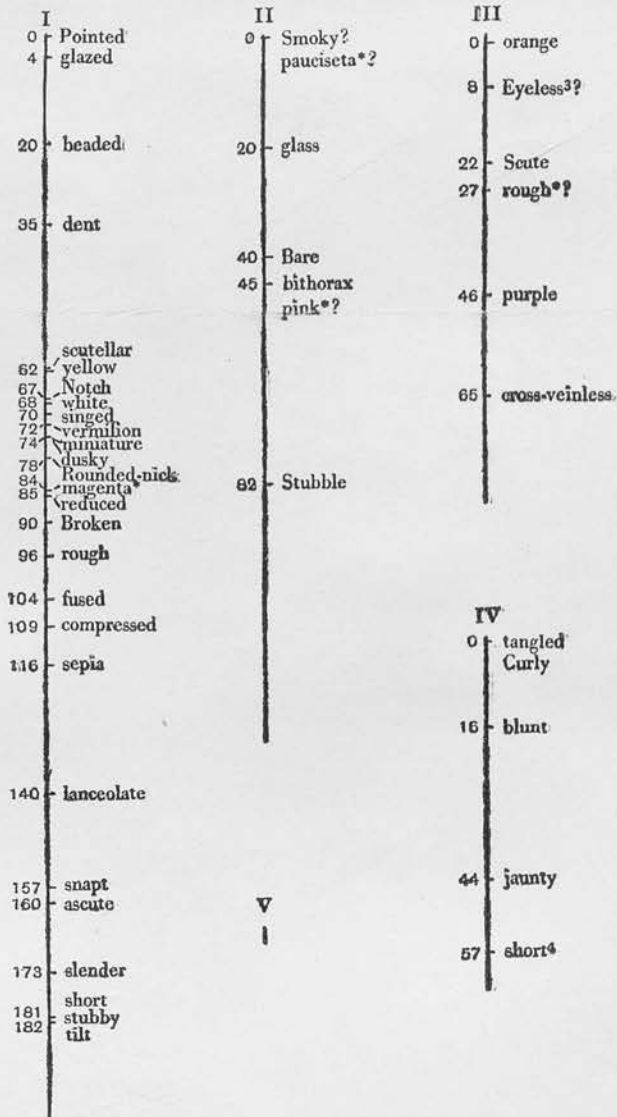 I
0 Pointed
4 glazed
20 beaded
35 dent
scutellar
62 yellow
67 Notch
68 white
70 singed
72 vermilion
74 miniature
dusky
78 Rounded-nick
84 magenta*
85 reduced
90 Broken
96 rough
104 fused
109 compressed
116 sepia
140 lanceolate
157 snapt
160 ascute
173 slender
short
181 stubby
182 tilt
II
0 Smoky?
pauciseta*?
20 glass
40 Bare
45 bithorax
pink*?
82 Stubble
III
0 orange
8 Eyeless³?
22 Scute
27 rough*?
46 purple
65 cross-veinless
IV
0 tangled
Curly
16 blunt
44 jaunty
57 short⁴
V